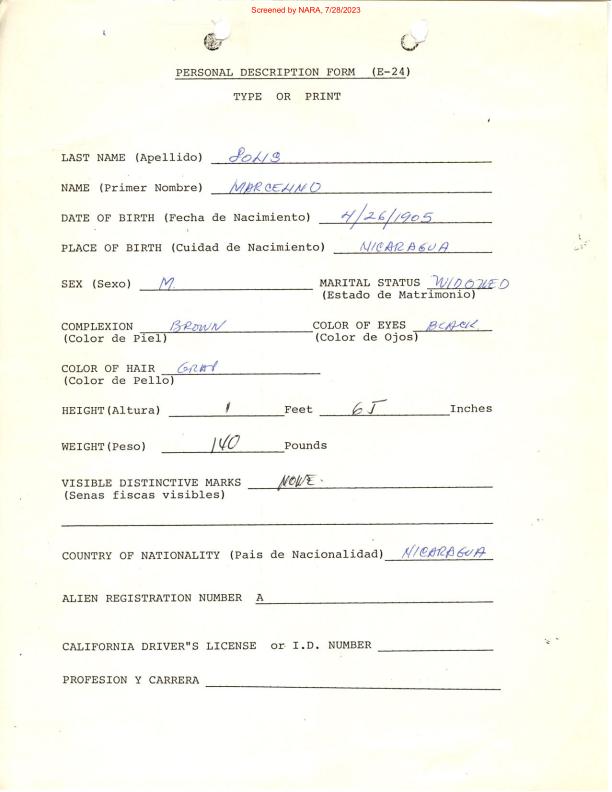 Screened by NARA, 7/28/2023
PERSONAL DESCRIPTION FORM (E-24)
TYPE OR PRINT
LAST NAME (Apellido) SOLIS
NAME (Primer Nombre) MARCELINO
DATE OF BIRTH (Fecha de Nacimiento) 4/26/1905
PLACE OF BIRTH (Cuidad de Nacimiento) NICARAGUA
SEX (Sexo) M. MARITAL STATUS WIDOWED
(Estado de Matrimonio)
COMPLEXION BROWN COLOR OF EYES BLACK
(Color de Piel) (Color de Ojos)
COLOR OF HAIR GRAY
(Color de Pello)
HEIGHT(Altura) 1 Feet 65 Inches
WEIGHT(Peso) 140 Pounds
VISIBLE DISTINCTIVE MARKS NONE.
(Senas fiscas visibles)
COUNTRY OF NATIONALITY (Pais de Nacionalidad) NICARAGUA
ALIEN REGISTRATION NUMBER A
CALIFORNIA DRIVER"S LICENSE or I.D. NUMBER
PROFESION Y CARRERA